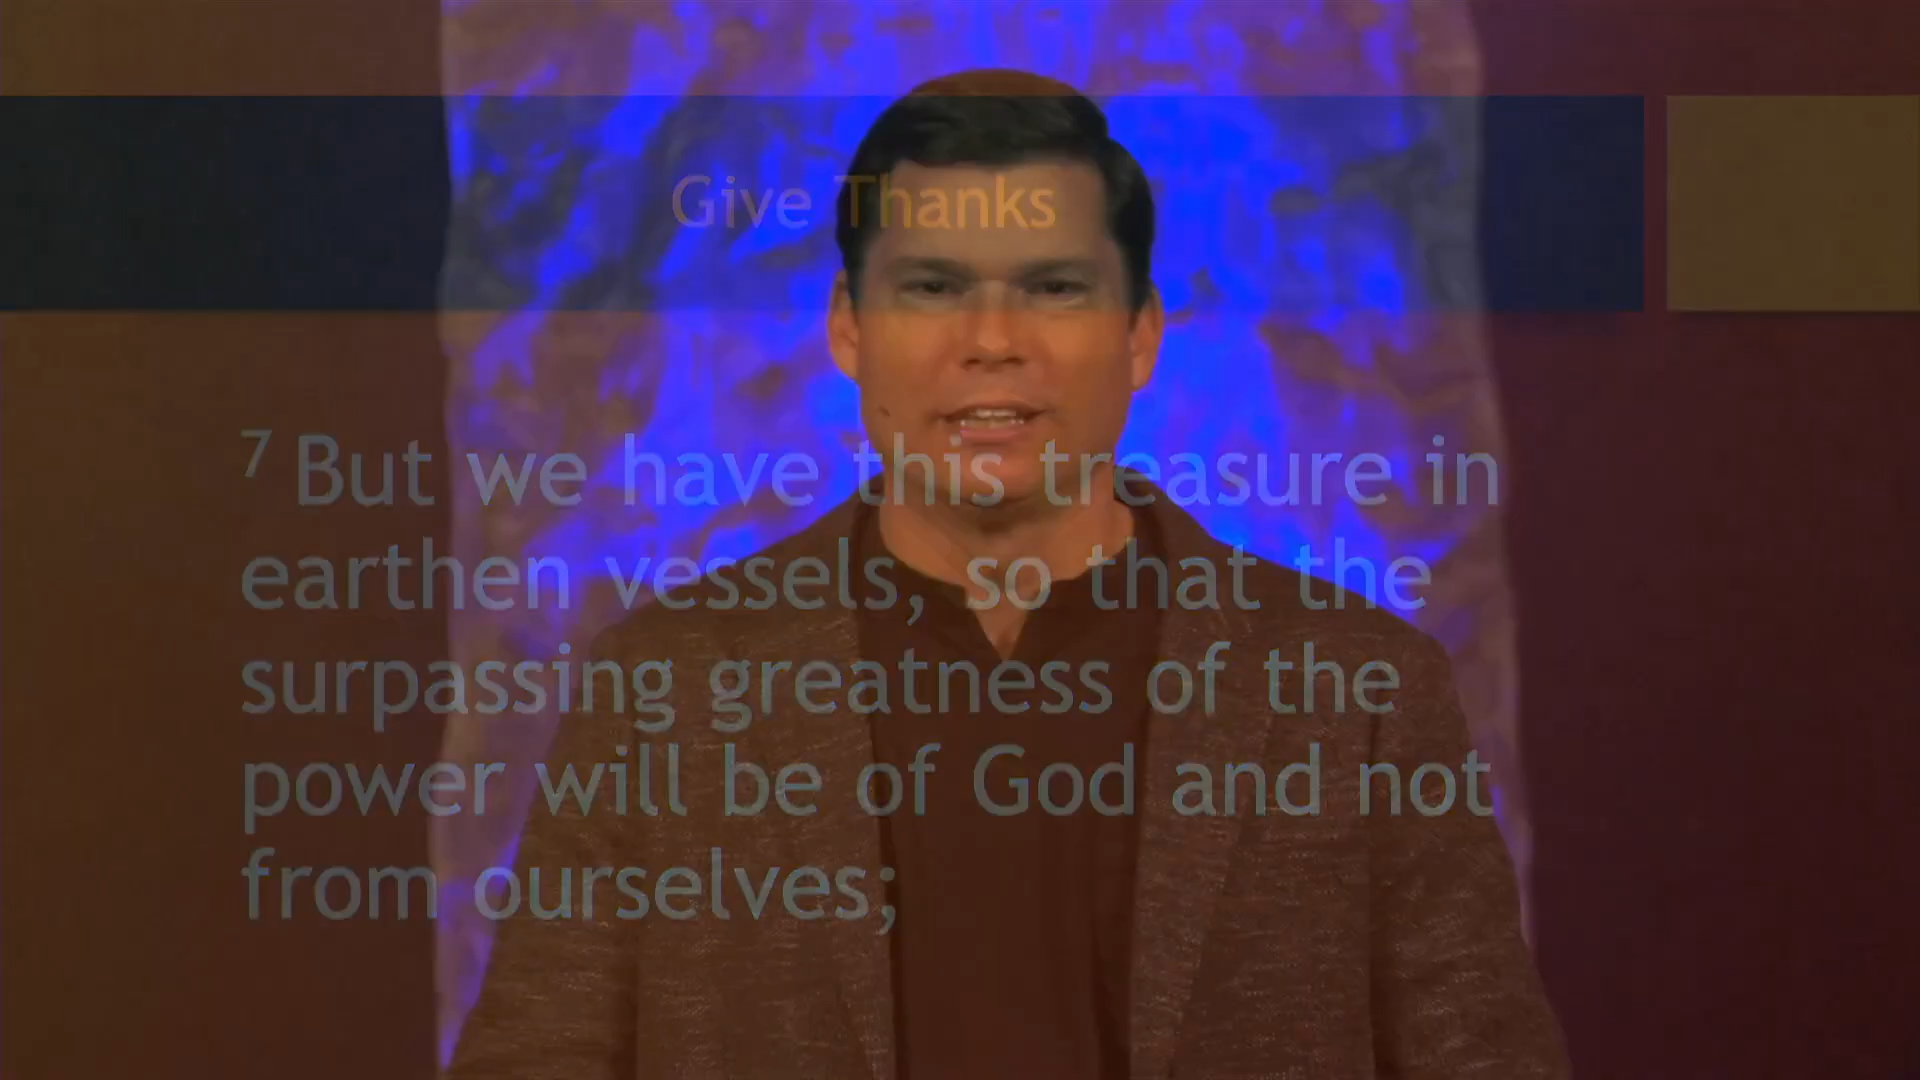 Give Thanks
7 But we have this treasure in
earthen vessels, so that the
surpassing greatness of the
power will be of God and not
from ourselves;